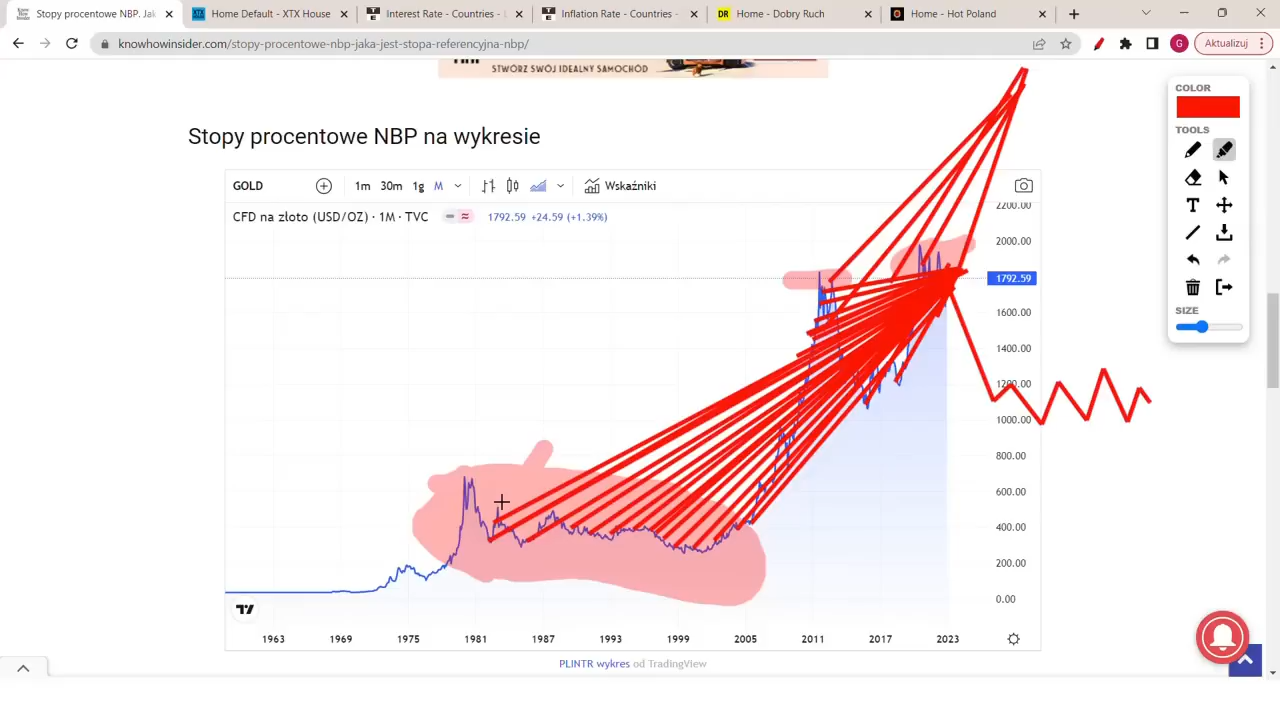 Stopy procentowe NBP. Jak
Home Default - XTX House
Interest Rate - Countries -
Inflation Rate - Countries -
Home - Dobry Ruch
Home - Hot Poland
knowhowinsider.com/stopy-procentowe-nbp-jaka-jest-stopa-referencyjna-nbp/
G
Aktualizuj
STWÓRZ SWÓJ IDEALNY SAMOCHÓD
COLOR
TOOLS
T
SIZE
Stopy procentowe NBP na wykresie
GOLD
1m 30m 1g M
Wskaźniki
CFD na złoto (USD/OZ) · 1M · TVC
1792.59 +24.59 (+1.39%)
2200.00
2000.00
1792.59
1600.00
1400.00
1200.00
1000.00
800.00
600.00
400.00
200.00
0.00
1963 1969 1975 1981 1987 1993 1999 2005 2011 2017 2023
PLINTR wykres od TradingView